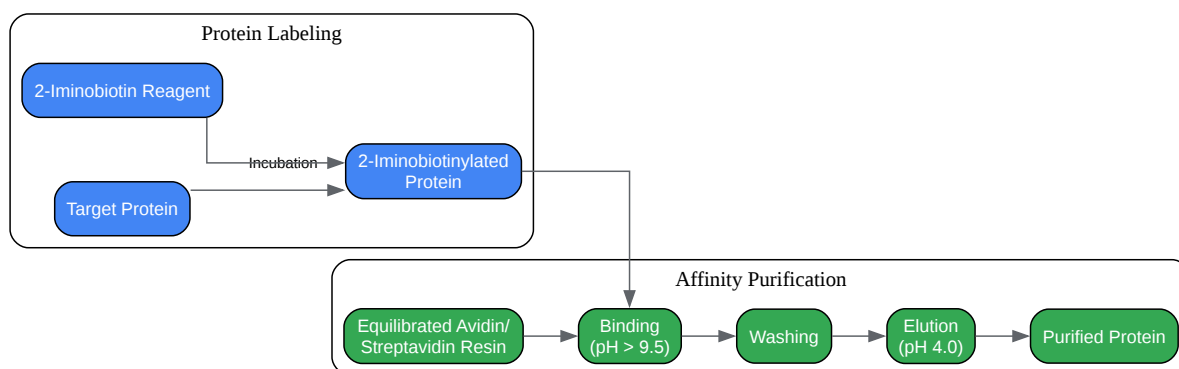 Protein Labeling
2-Iminobiotin Reagent
Incubation
2-Iminobiotinylated
Protein
Target Protein
Affinity Purification
Equilibrated Avidin/
Streptavidin Resin
Binding
(pH > 9.5)
Washing
Elution
(pH 4.0)
Purified Protein